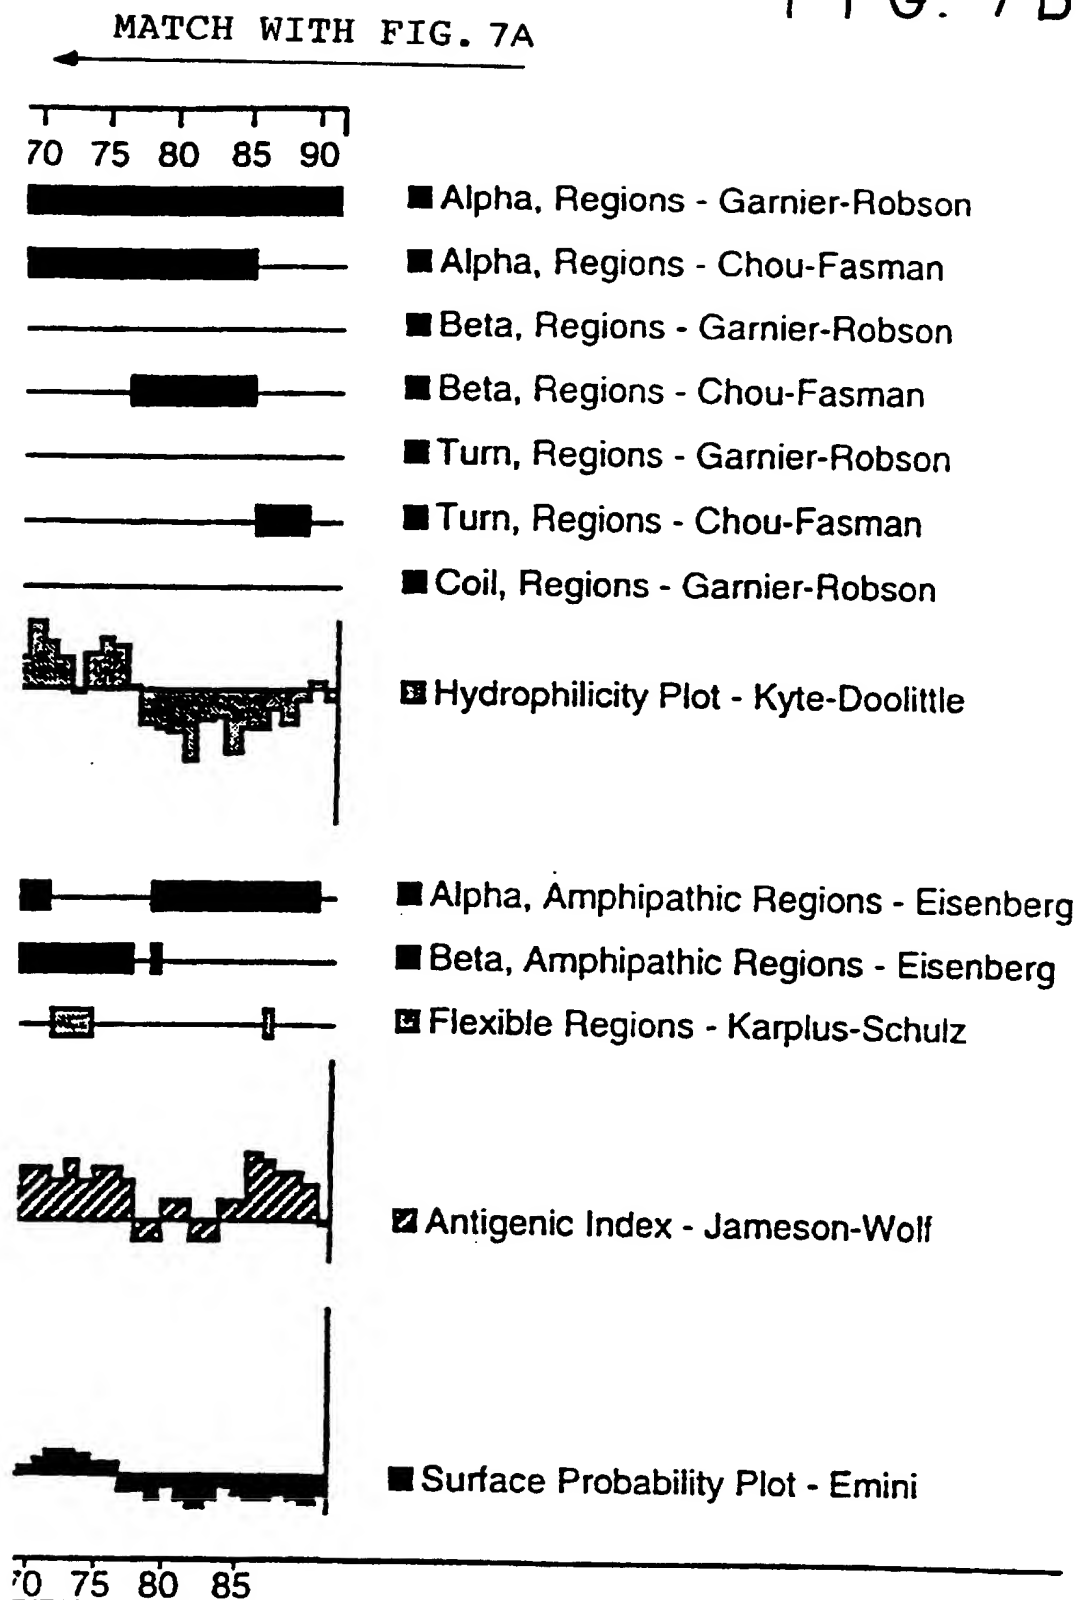 FIG. 7B
MATCH WITH FIG. 7A
70 75 80 85 90
Alpha, Regions - Garnier-Robson
Alpha, Regions - Chou-Fasman
Beta, Regions - Garnier-Robson
Beta, Regions - Chou-Fasman
Turn, Regions - Garnier-Robson
Turn, Regions - Chou-Fasman
Coil, Regions - Garnier-Robson
Hydrophilicity Plot - Kyte-Doolittle
Alpha, Amphipathic Regions - Eisenberg
Beta, Amphipathic Regions - Eisenberg
Flexible Regions - Karplus-Schulz
Antigenic Index - Jameson-Wolf
Surface Probability Plot - Emini
70 75 80 85